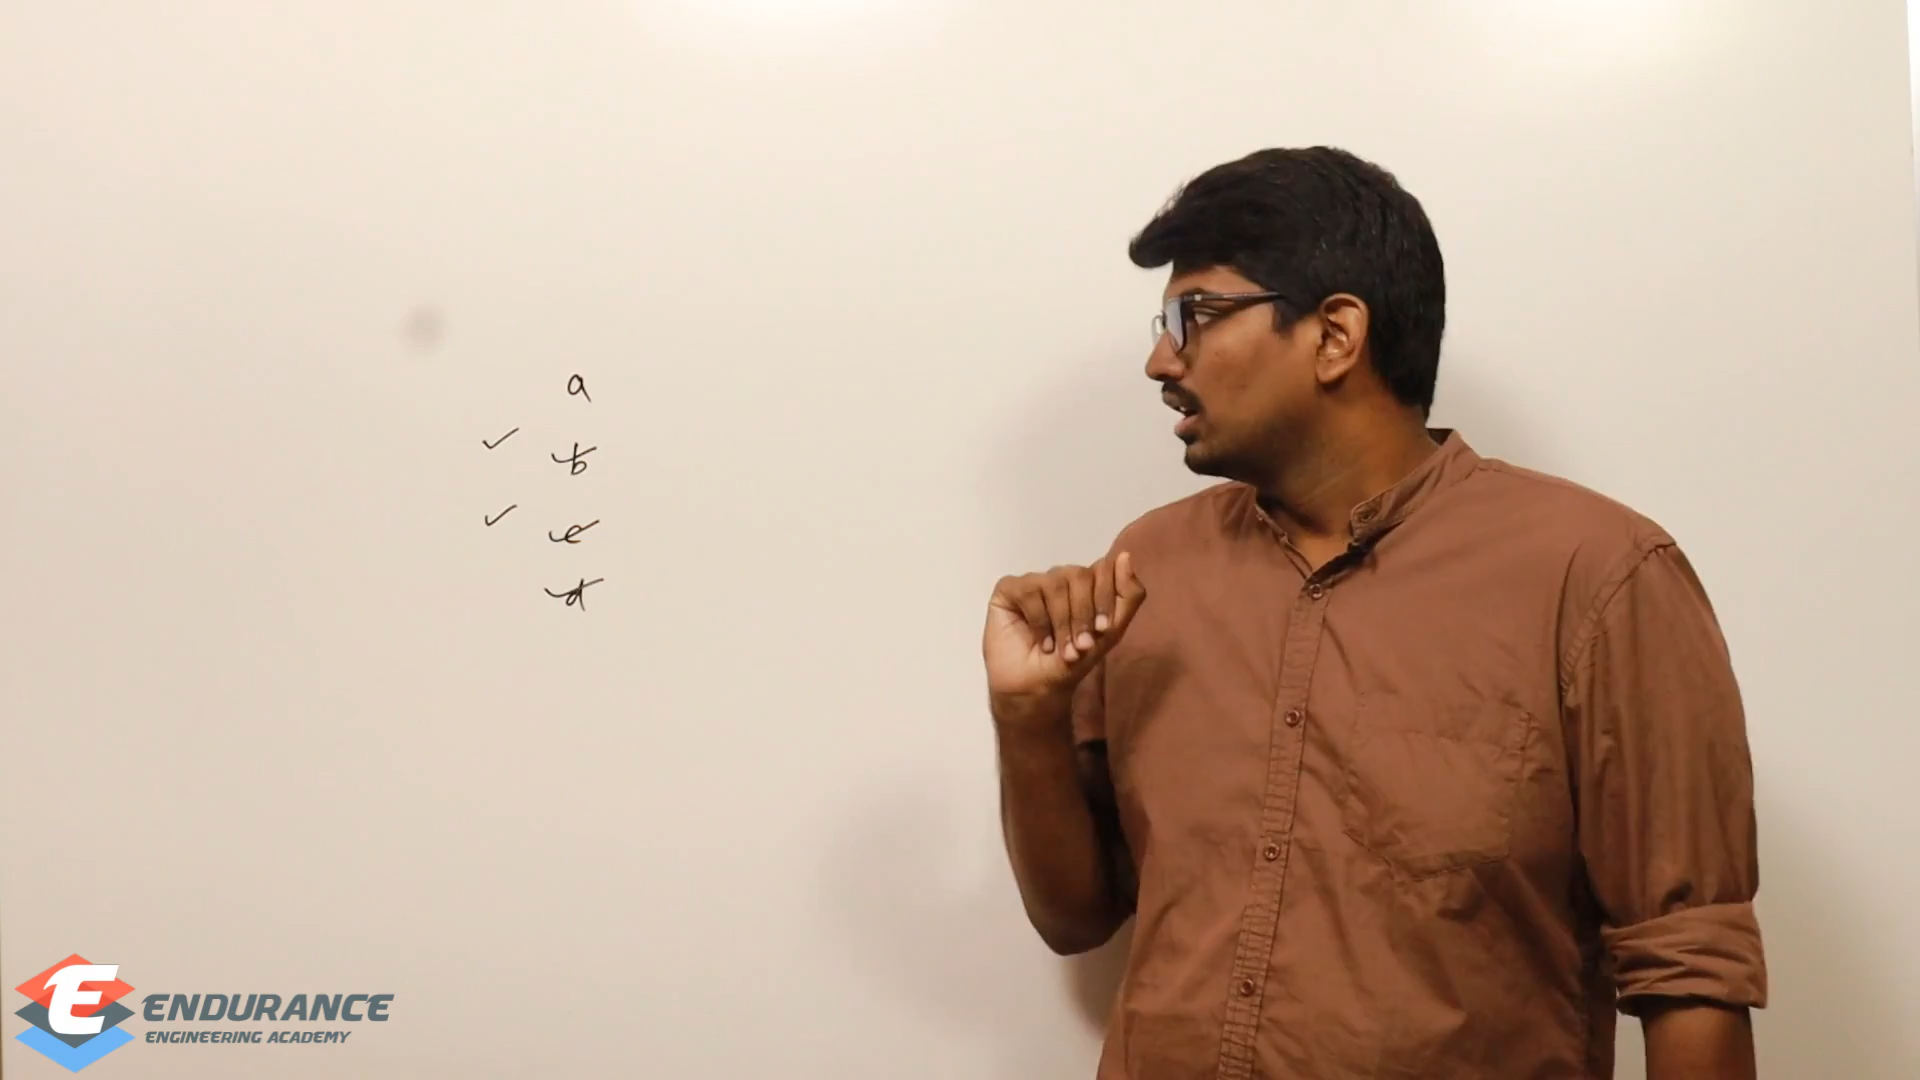 a
✓ b
✓ c
d
E ENDURANCE
ENGINEERING ACADEMY